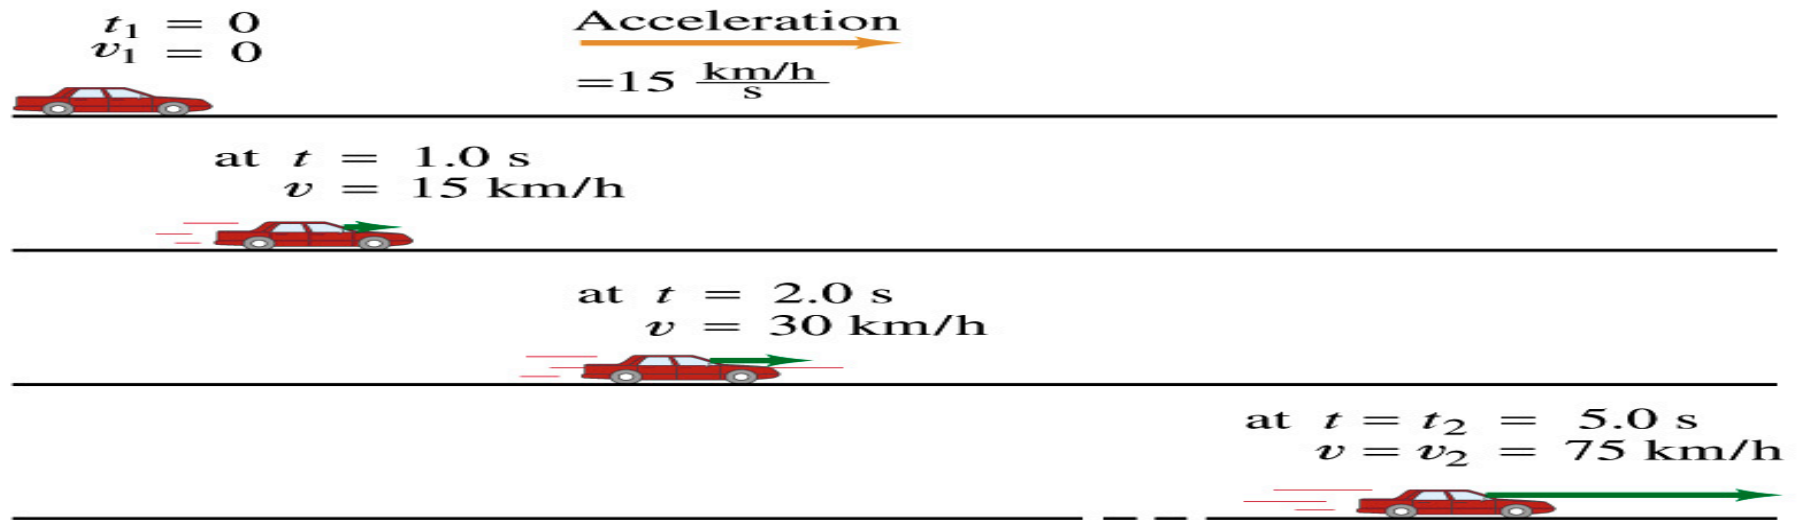 t₁ = 0
v₁ = 0
Acceleration
=15 km/h
s
at t = 1.0 s
v = 15 km/h
at t = 2.0 s
v = 30 km/h
at t = t₂ = 5.0 s
v = v₂ = 75 km/h